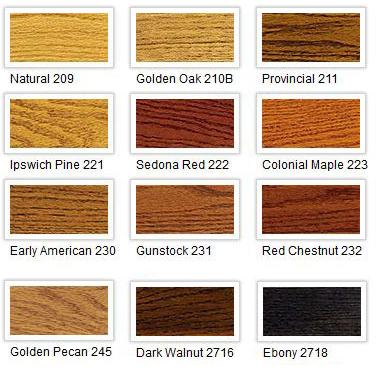 Natural 209
Golden Oak 210B
Provincial 211
Ipswich Pine 221
Sedona Red 222
Colonial Maple 223
Early American 230
Gunstock 231
Red Chestnut 232
Golden Pecan 245
Dark Walnut 2716
Ebony 2718